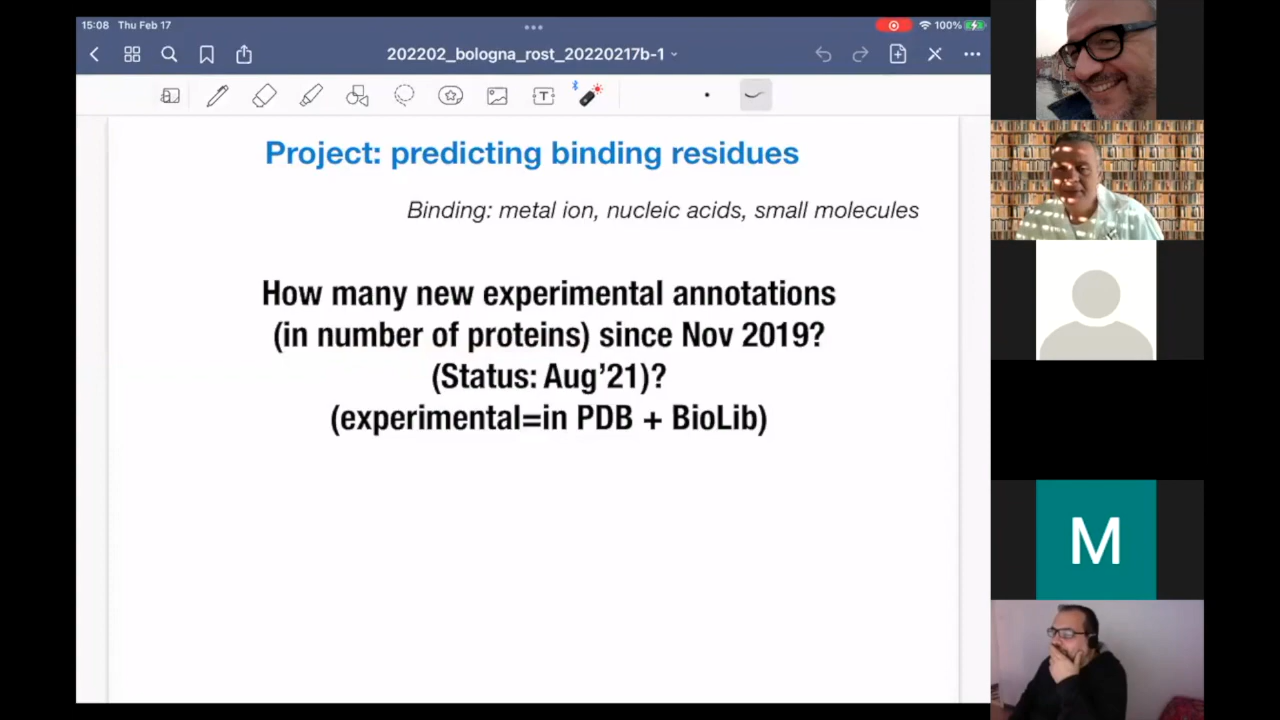 15:08 Thu Feb 17
100%
202202_bologna_rost_20220217b-1
T
Project: predicting binding residues
Binding: metal ion, nucleic acids, small molecules
How many new experimental annotations
(in number of proteins) since Nov 2019?
(Status: Aug’21)?
(experimental=in PDB + BioLib)
M